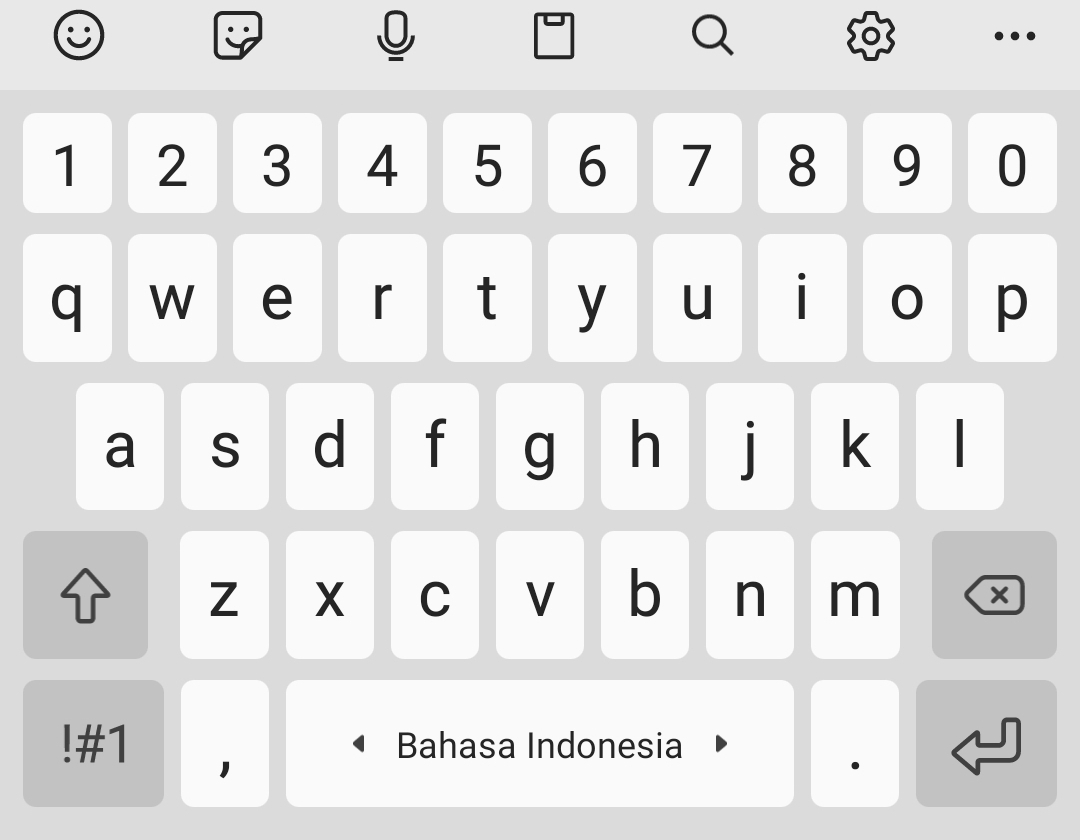 1 2 3 4 5 6 7 8 9 0
q w e r t y u i o p
a s d f g h j k l
z x c v b n m
!#1 , Bahasa Indonesia .